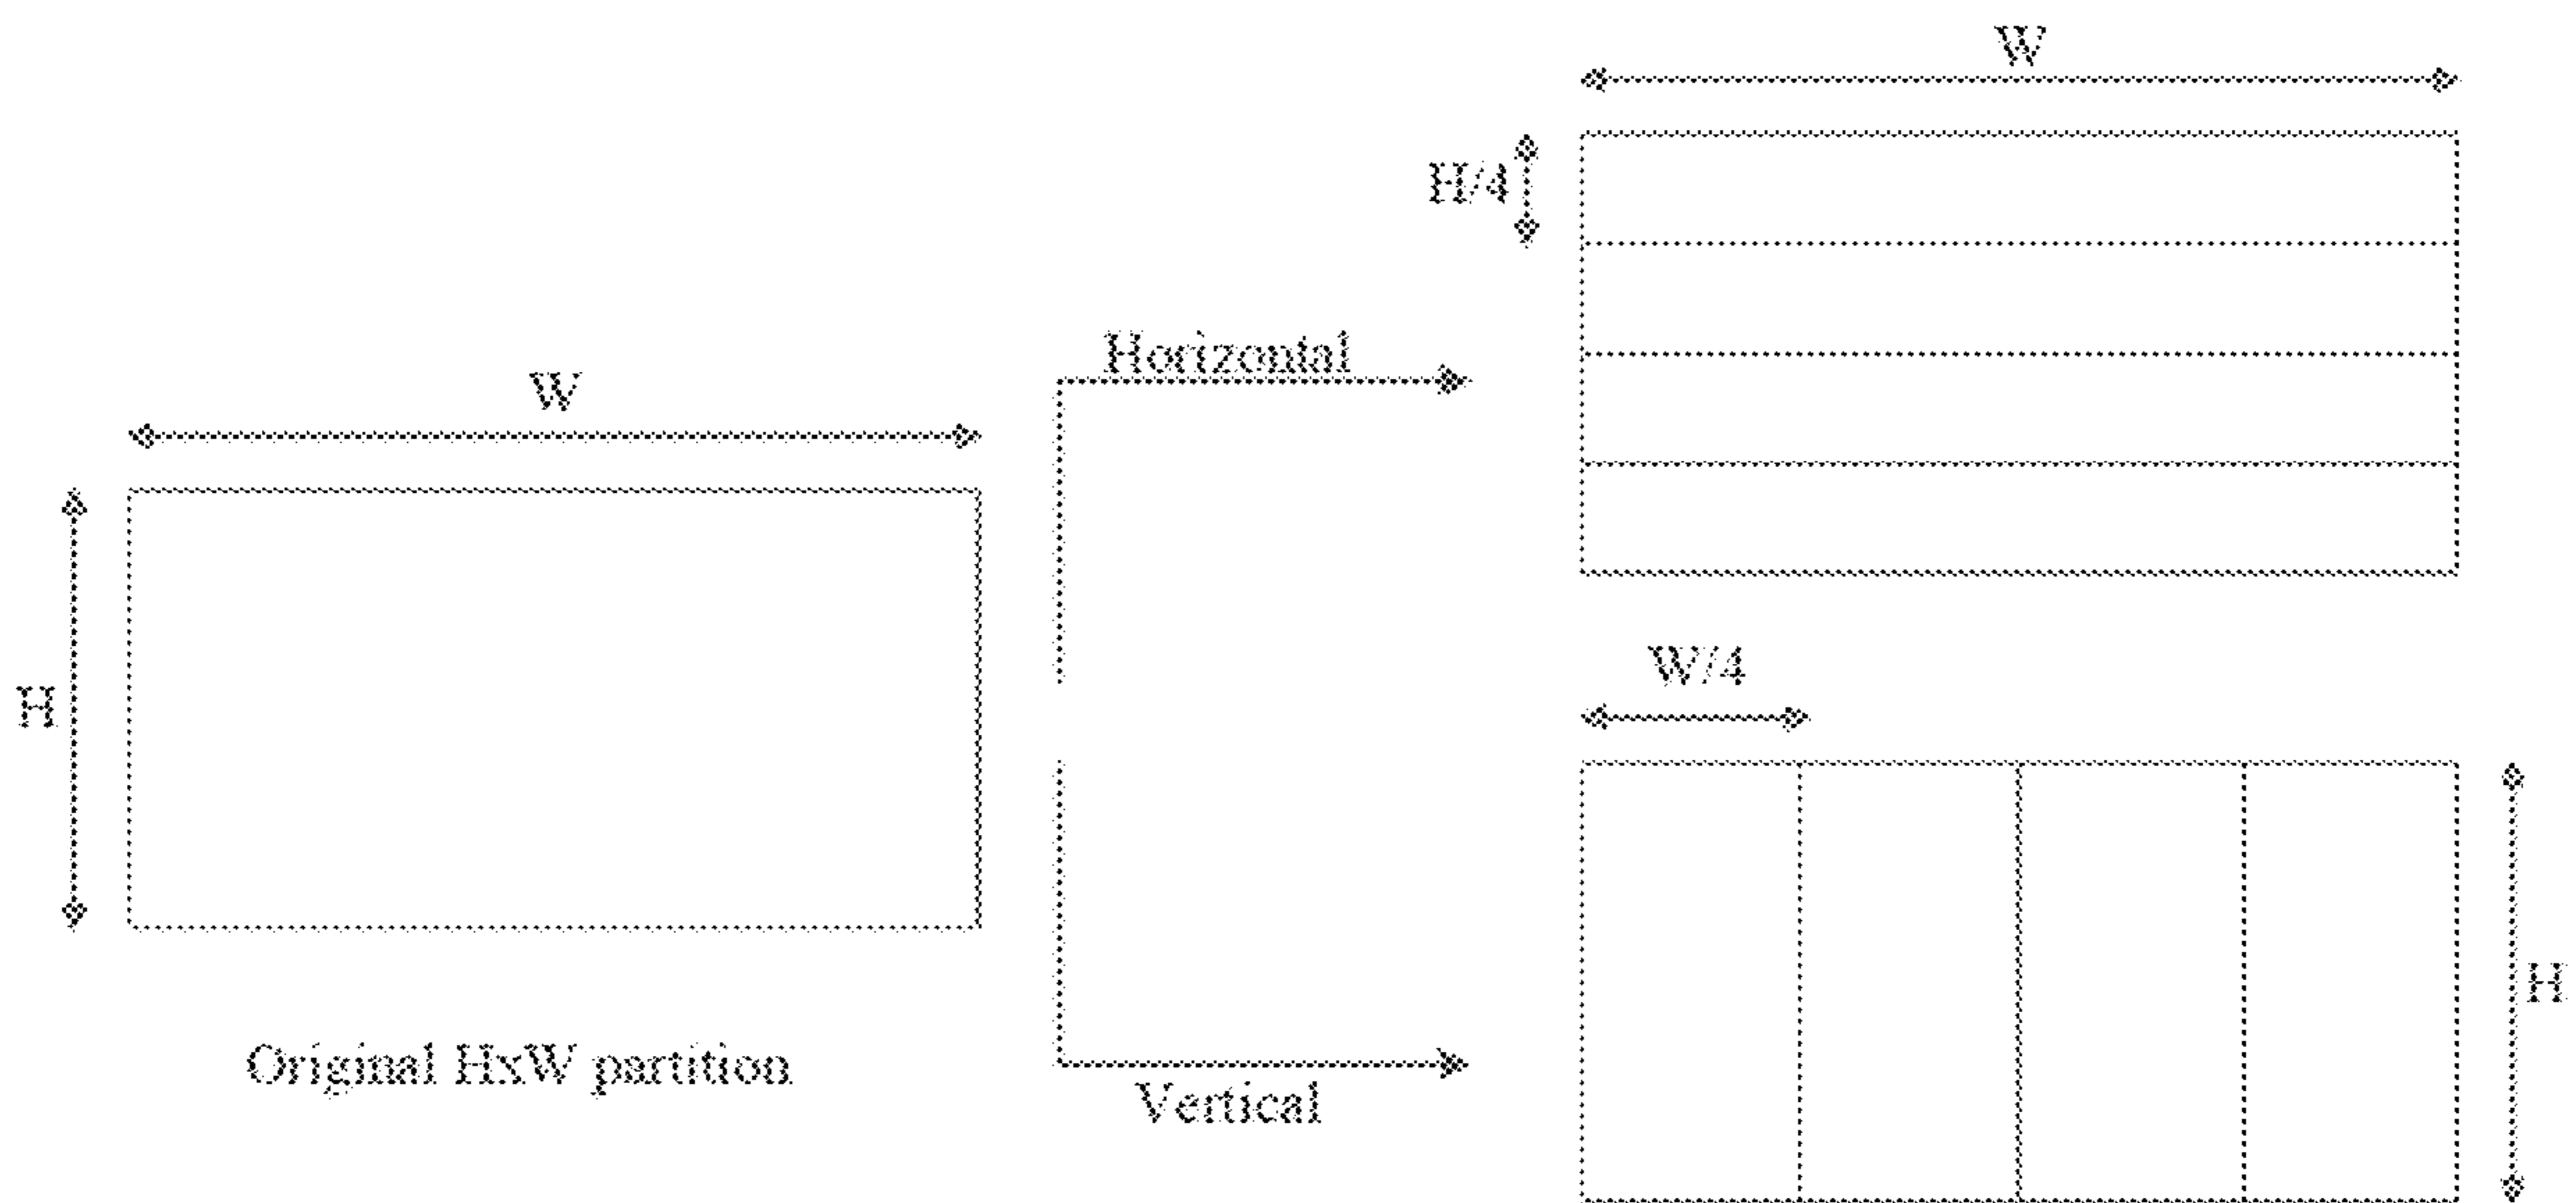 W
H/4
Horizontal
W
H
W/4
H
Original HxW partition
Vertical